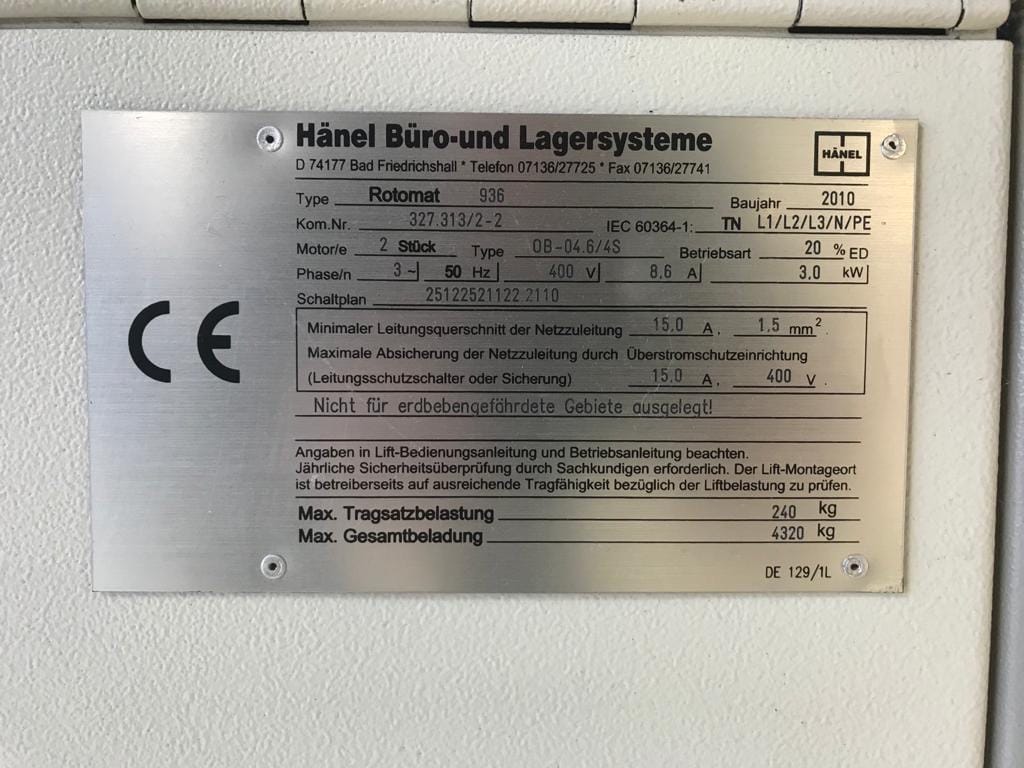 Hänel Büro-und Lagersysteme
HÄNEL
D 74177 Bad Friedrichshall * Telefon 07136/27725 * Fax 07136/27741
Type Rotomat 936 Baujahr 2010
Kom.Nr. 327.313/2-2 IEC 60364-1: TN L1/L2/L3/N/PE
Motor/e 2 Stück Type OB-04.6/4S Betriebsart 20 % ED
Phase/n 3 ~ 50 Hz 400 V 8,6 A 3,0 kW
Schaltplan 25122521122.2110
CE
Minimaler Leitungsquerschnitt der Netzzuleitung 15,0 A, 1,5 mm².
Maximale Absicherung der Netzzuleitung durch Überstromschutzeinrichtung
(Leitungsschutzschalter oder Sicherung) 15,0 A, 400 V.
Nicht für erdbebengefährdete Gebiete ausgelegt!
Angaben in Lift-Bedienungsanleitung und Betriebsanleitung beachten.
Jährliche Sicherheitsüberprüfung durch Sachkundigen erforderlich. Der Lift-Montageort
ist betreiberseits auf ausreichende Tragfähigkeit bezüglich der Liftbelastung zu prüfen.
Max. Tragsatzbelastung 240 kg
Max. Gesamtbeladung 4320 kg
DE 129/1L